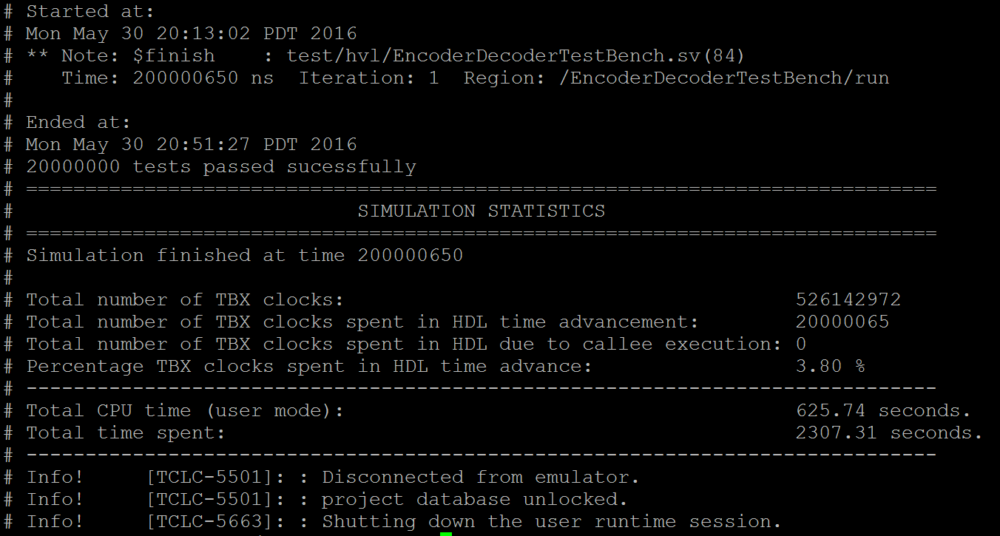 # Started at:
# Mon May 30 20:13:02 PDT 2016
# ** Note: $finish    : test/hvl/EncoderDecoderTestBench.sv(84)
#    Time: 200000650 ns  Iteration: 1  Region: /EncoderDecoderTestBench/run
#
# Ended at:
# Mon May 30 20:51:27 PDT 2016
# 20000000 tests passed sucessfully
# =============================================================================
#                            SIMULATION STATISTICS
# =============================================================================
# Simulation finished at time 200000650
#
# Total number of TBX clocks:                                      526142972
# Total number of TBX clocks spent in HDL time advancement:        20000065
# Total number of TBX clocks spent in HDL due to callee execution: 0
# Percentage TBX clocks spent in HDL time advance:                 3.80 %
# -----------------------------------------------------------------------------
# Total CPU time (user mode):                                      625.74 seconds.
# Total time spent:                                                2307.31 seconds.
# -----------------------------------------------------------------------------
# Info!     [TCLC-5501]: : Disconnected from emulator.
# Info!     [TCLC-5501]: : project database unlocked.
# Info!     [TCLC-5663]: : Shutting down the user runtime session.